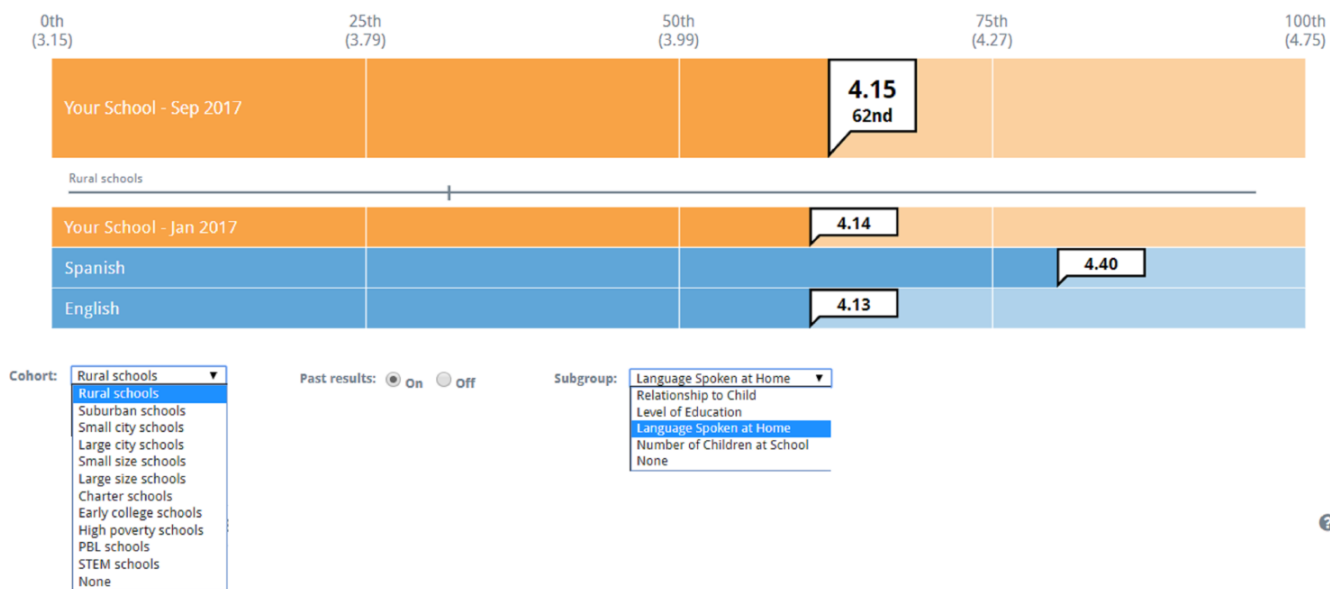 0th 25th 50th 75th 100th
(3.15) (3.79) (3.99) (4.27) (4.75)
Your School - Sep 2017
4.15
62nd
Rural schools
Your School - Jan 2017 4.14
Spanish 4.40
English 4.13
Cohort: Rural schools ▼ Past results: On Off Subgroup: Language Spoken at Home ▼
Rural schools
Suburban schools
Small city schools
Large city schools
Small size schools
Large size schools
Charter schools
Early college schools
High poverty schools
PBL schools
STEM schools
None
Relationship to Child
Level of Education
Language Spoken at Home
Number of Children at School
None
?